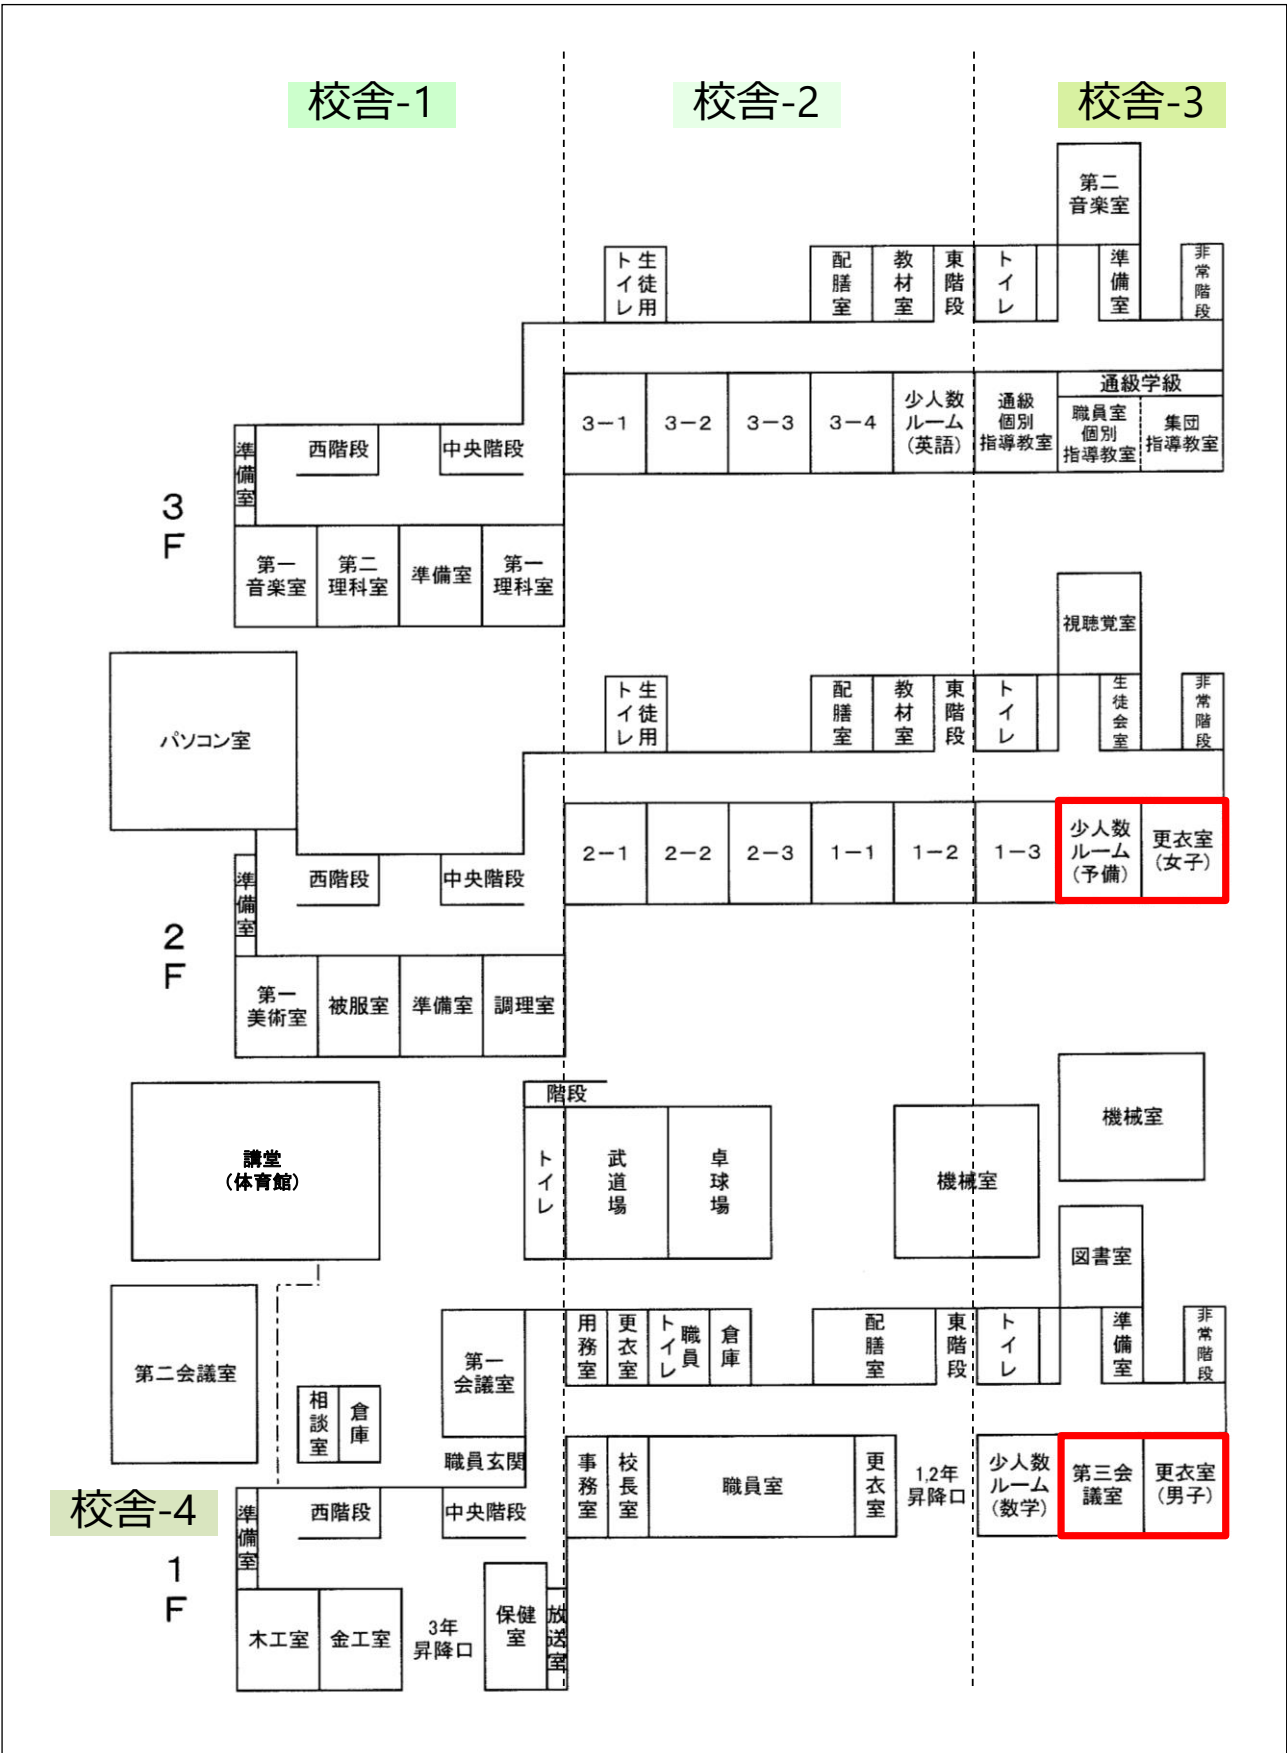 校舎-1
校舎-2
校舎-3
第二
音楽室
生徒用
トイレ
配膳室
教材室
東階段
トイレ
準備室
非常階段
通級学級
3-1
3-2
3-3
3-4
少人数
ルーム
(英語)
通級
個別
指導教室
職員室
個別
指導教室
集団
指導教室
準備室
西階段
中央階段
3F
第一
音楽室
第二
理科室
準備室
第一
理科室
視聴覚室
パソコン室
生徒用
トイレ
配膳室
教材室
東階段
トイレ
生徒会室
非常階段
2-1
2-2
2-3
1-1
1-2
1-3
少人数
ルーム
(予備)
更衣室
(女子)
準備室
西階段
中央階段
2F
第一
美術室
被服室
準備室
調理室
階段
機械室
講堂
(体育館)
トイレ
武道場
卓球場
機械室
図書室
第二会議室
第一
会議室
用務室
更衣室
職員
トイレ
倉庫
配膳室
東階段
トイレ
準備室
非常階段
相談室
倉庫
職員玄関
事務室
校長室
職員室
更衣室
1,2年
昇降口
少人数
ルーム
(数学)
第三会
議室
更衣室
(男子)
校舎-4
準備室
西階段
中央階段
1F
木工室
金工室
3年
昇降口
保健室
放送室